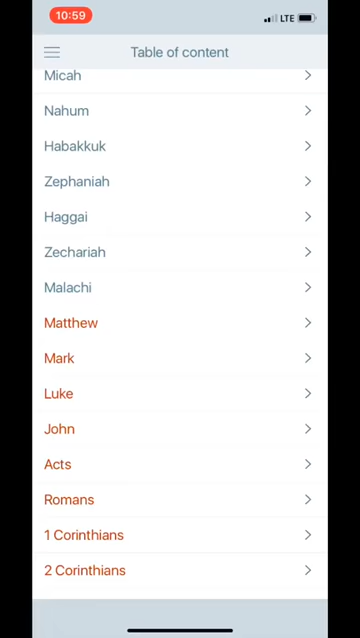 10:59
LTE
Table of content
Micah
Nahum
Habakkuk
Zephaniah
Haggai
Zechariah
Malachi
Matthew
Mark
Luke
John
Acts
Romans
1 Corinthians
2 Corinthians